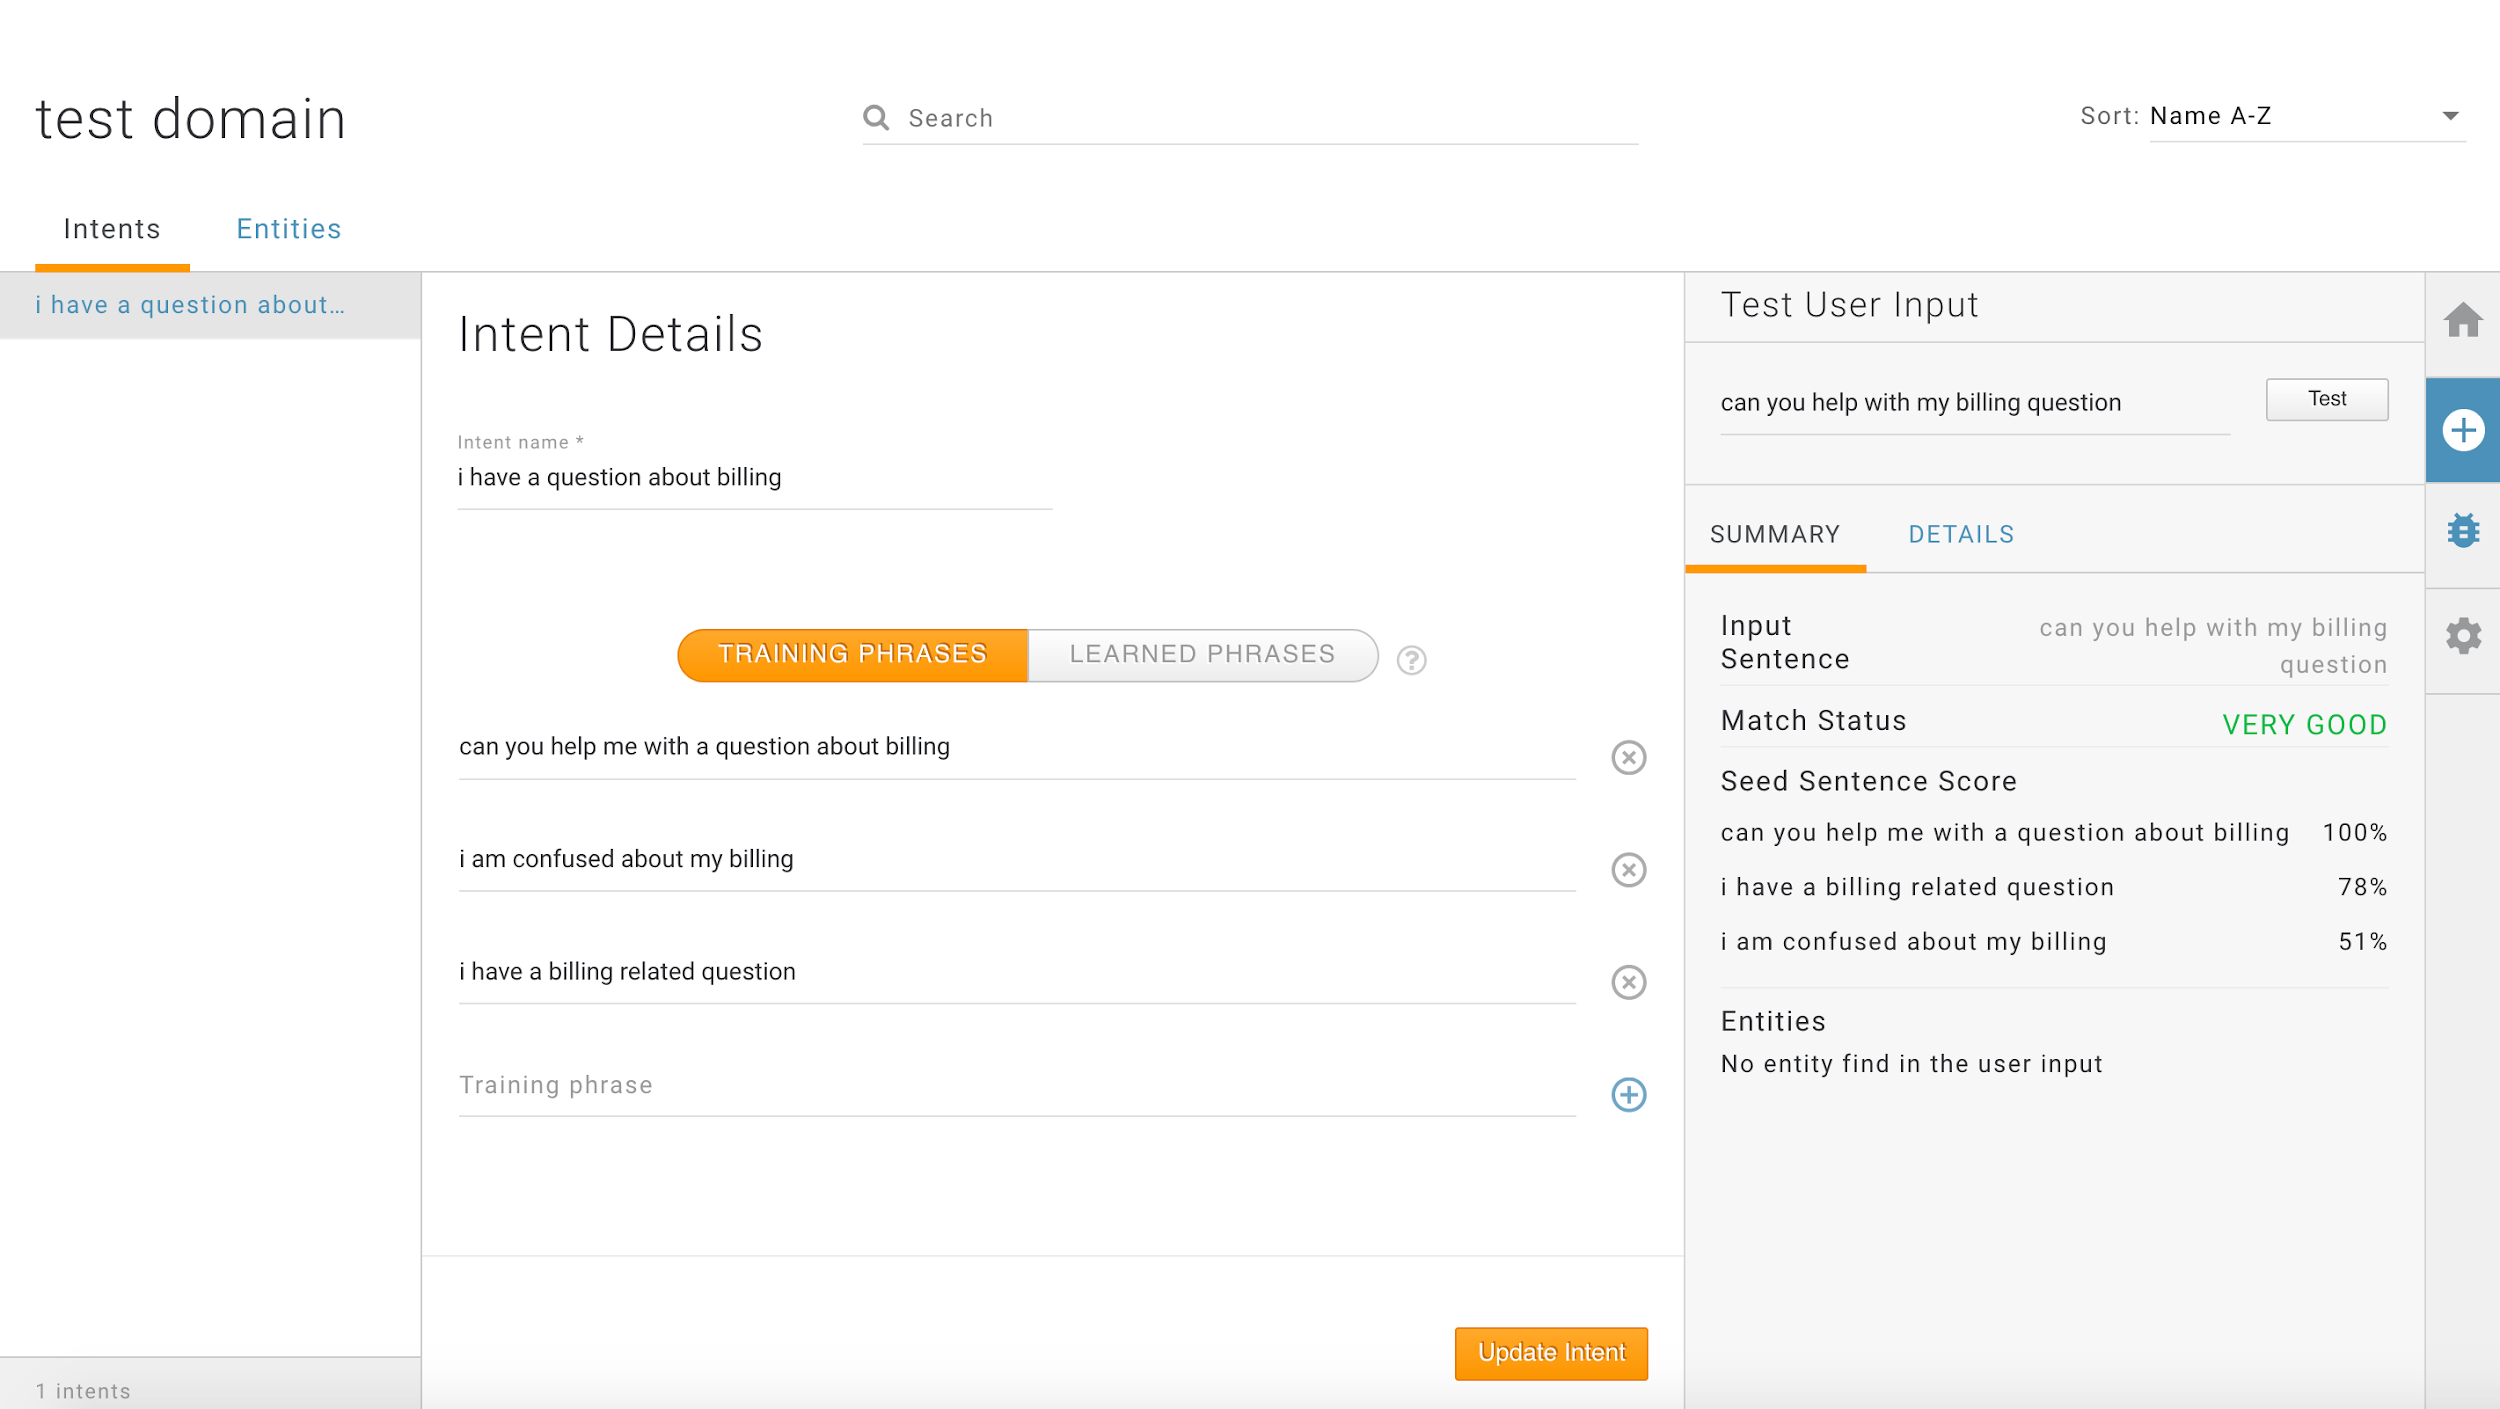 test domain
Search
Sort: Name A-Z
Intents
Entities
i have a question about...
1 intents
Intent Details
Intent name *
i have a question about billing
TRAINING PHRASES
LEARNED PHRASES
?
can you help me with a question about billing
i am confused about my billing
i have a billing related question
Training phrase
Update Intent
Test User Input
can you help with my billing question
Test
SUMMARY
DETAILS
Input
Sentence
can you help with my billing
question
Match Status
VERY GOOD
Seed Sentence Score
can you help me with a question about billing 100%
i have a billing related question 78%
i am confused about my billing 51%
Entities
No entity find in the user input